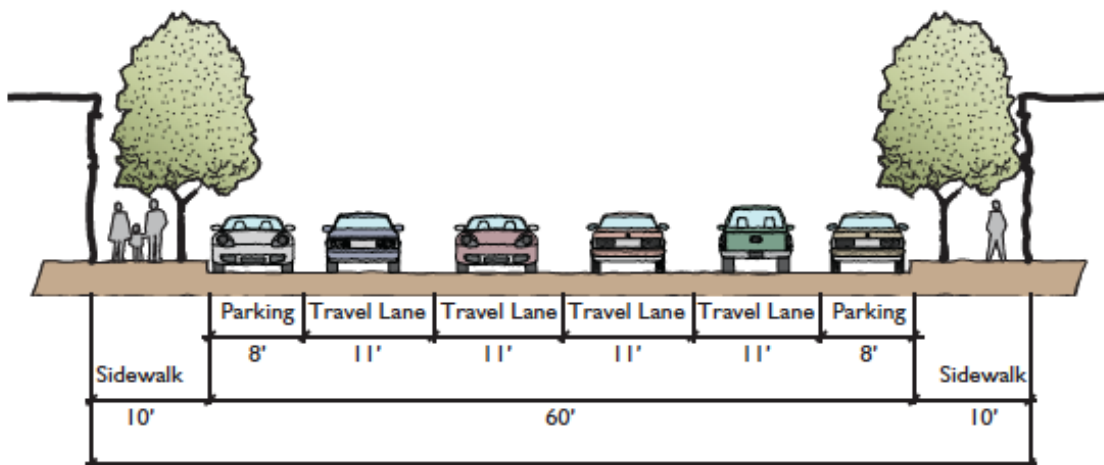 Parking Travel Lane Travel Lane Travel Lane Travel Lane Parking
8' 11' 11' 11' 11' 8'
Sidewalk Sidewalk
10' 60' 10'